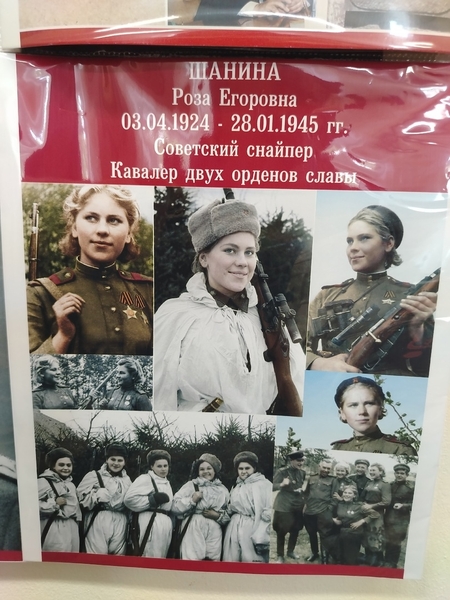 ШАНИНА
Роза Егоровна
03.04.1924 - 28.01.1945 гг.
Советский снайпер
Кавалер двух орденов славы